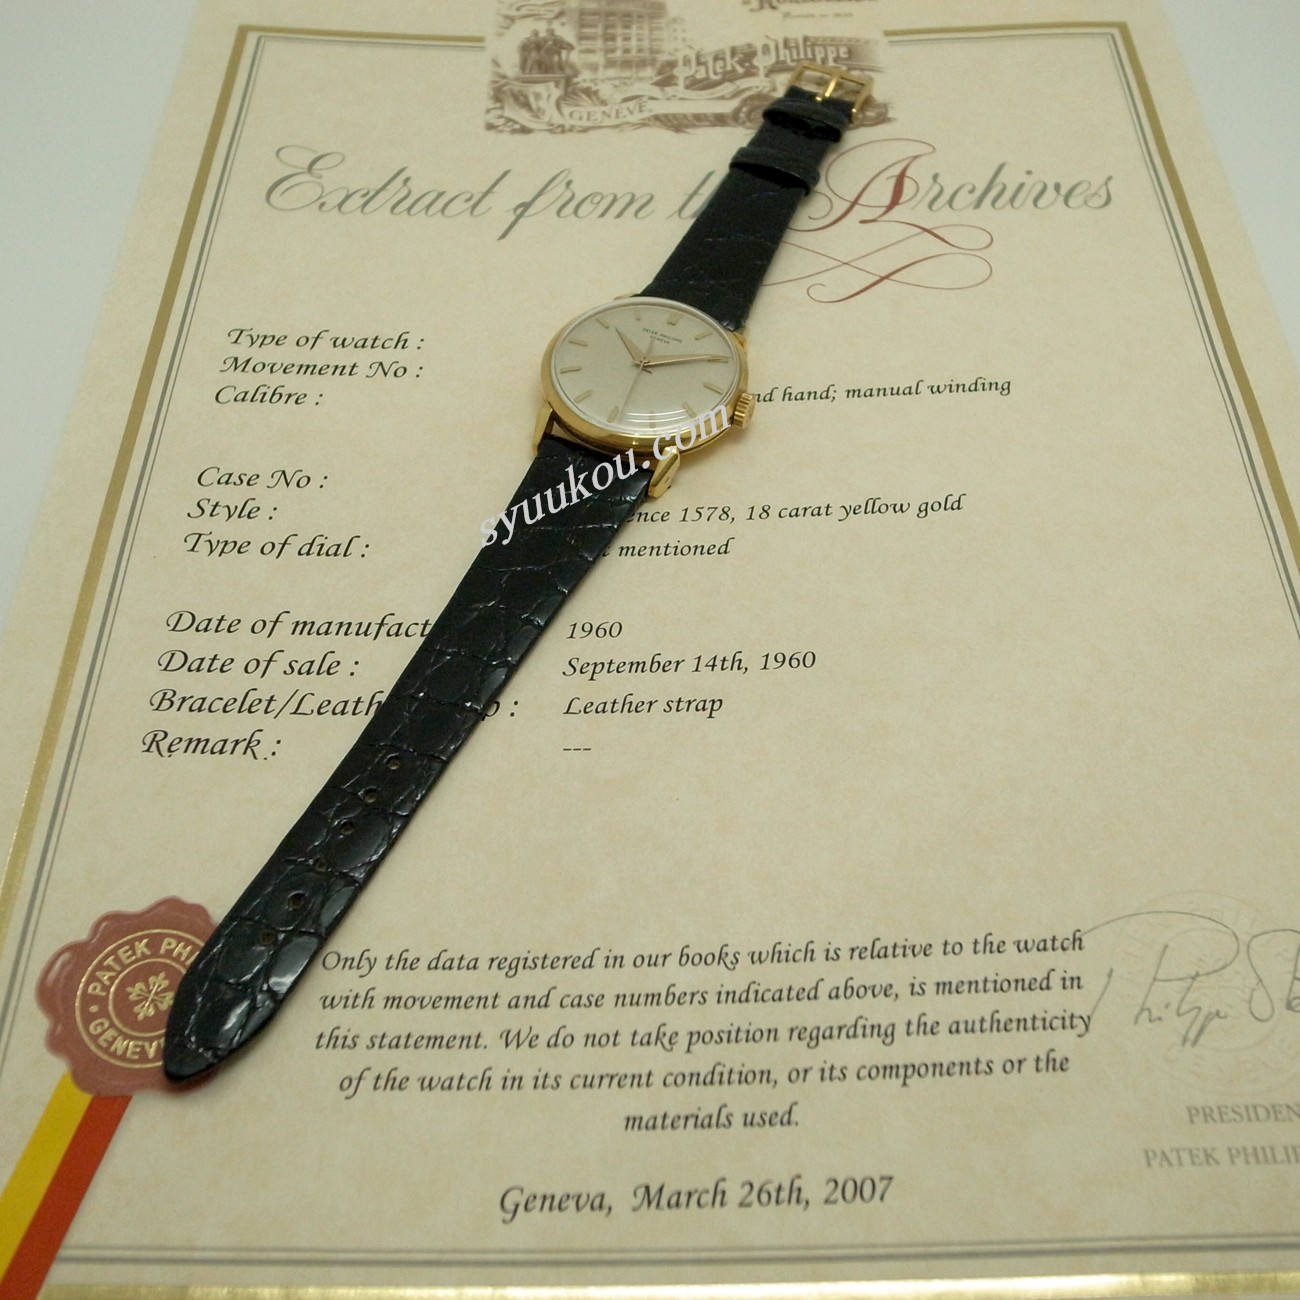 Patek Philippe
GENÈVE
Extract from Archives
Type of watch :
Movement No :
Calibre : hand; manual winding
PATEK PHILIPPE
GENEVE
Case No :
Style : 1578, 18 carat yellow gold
Type of dial : mentioned
syuukou.com
Date of manufact 1960
Date of sale : September 14th, 1960
Bracelet/Leath : Leather strap
Remark : ---
PATEK PHI
GENEV
Only the data registered in our books which is relative to the watch
with movement and case numbers indicated above, is mentioned in
this statement. We do not take position regarding the authenticity
of the watch in its current condition, or its components or the
materials used.
PRESIDEN
PATEK PHILIP
Geneva, March 26th, 2007